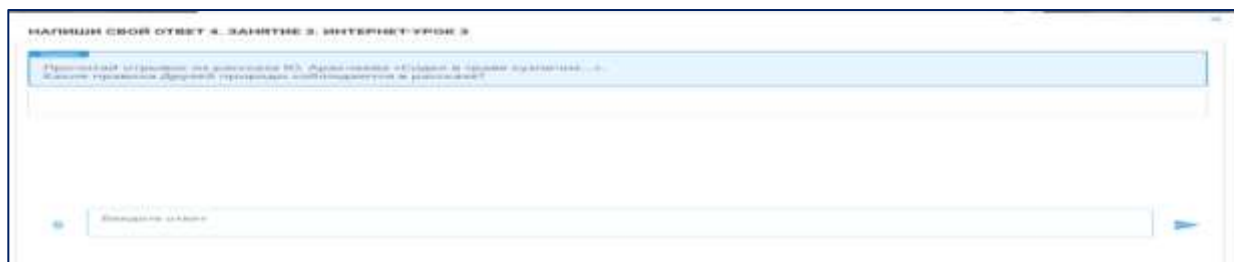 НАПИШИ СВОЙ ОТВЕТ 4. ЗАНЯТИЕ 2. ИНТЕРНЕТ-УРОК 3
Прочитай отрывок из рассказа Ю. Аракчеева «Сидел в траве кузнечик...».
Какие правила Друзей природы соблюдаются в рассказе?
Введите ответ